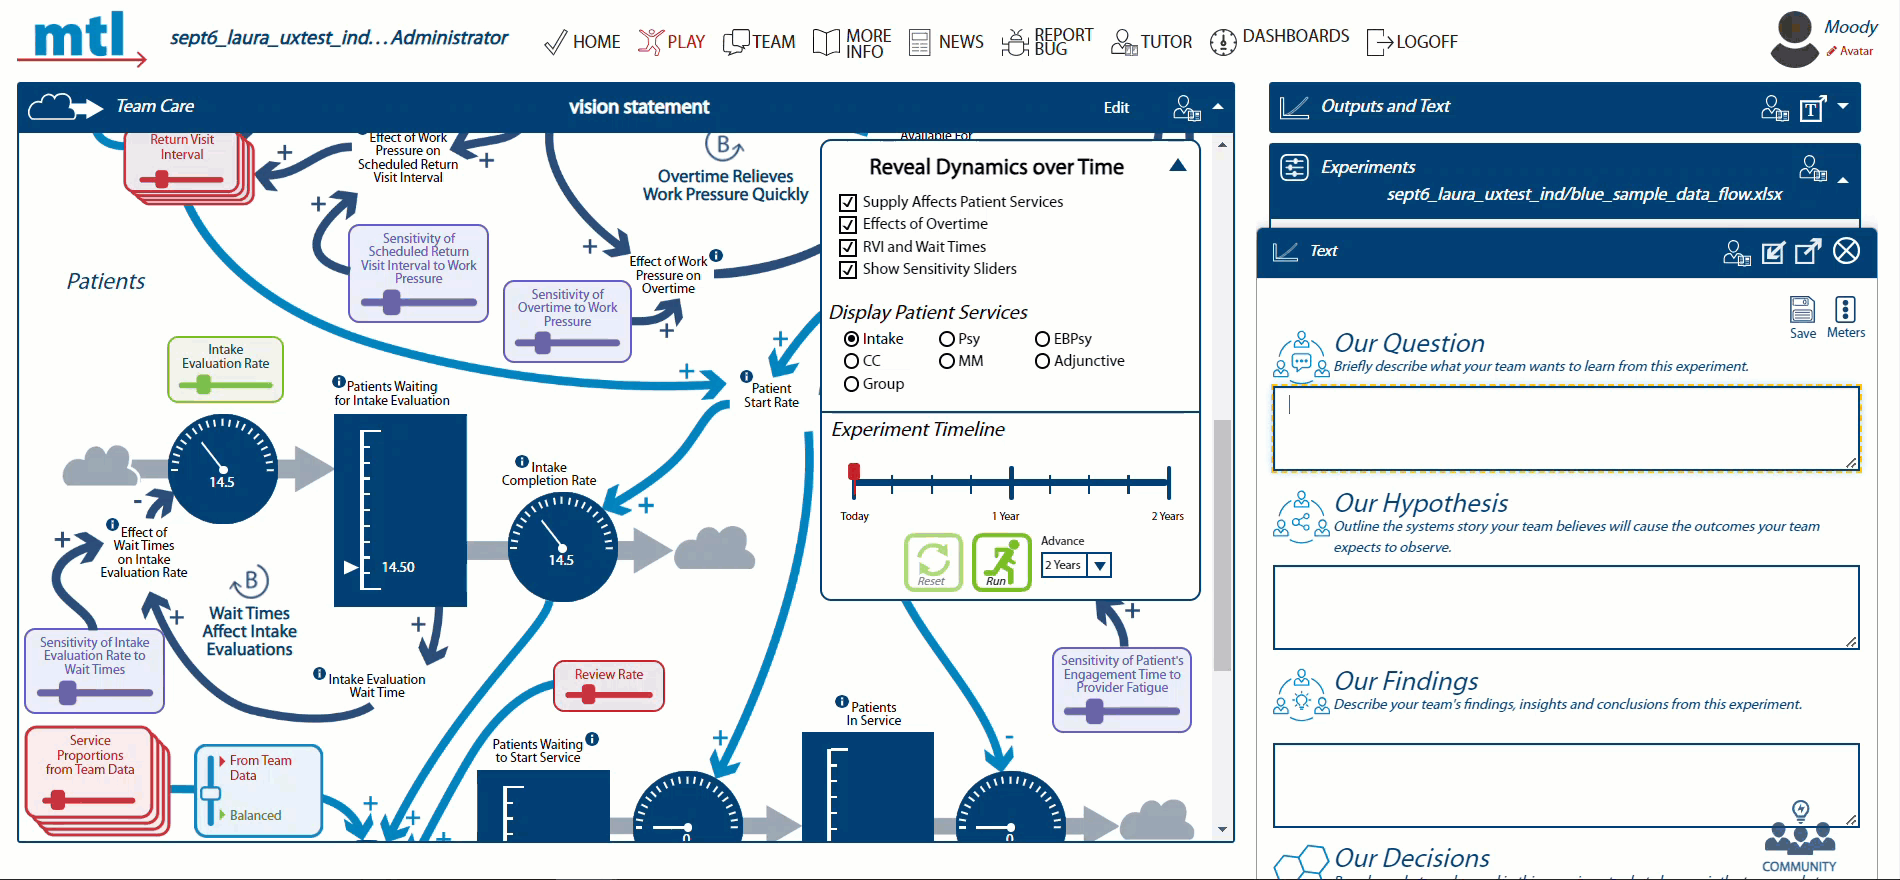 mtl
sept6_laura_uxtest_ind...Administrator
HOME
PLAY
TEAM
MORE
INFO
NEWS
REPORT
BUG
TUTOR
DASHBOARDS
LOGOFF
Moody
Avatar
Team Care
vision statement
Edit
Return Visit
Interval
+
Effect of Work
Pressure on
Scheduled Return
Visit Interval
+
B
Overtime Relieves
Work Pressure Quickly
Available For
+
Sensitivity of
Scheduled Return
Visit Interval to Work
Pressure
+
Effect of Work
Pressure on
Overtime
Patients
Sensitivity of
Overtime to Work
Pressure
+
+
Intake
Evaluation Rate
+
Patient
Start Rate
Patients Waiting
for Intake Evaluation
14.5
14.50
Intake
Completion Rate
+
14.5
-
Effect of
Wait Times
on Intake
Evaluation Rate
+
B
Wait Times
Affect Intake
Evaluations
+
+
Sensitivity of Intake
Evaluation Rate to
Wait Times
Intake Evaluation
Wait Time
Review Rate
Service
Proportions
from Team Data
From Team
Data
Balanced
+
+
+
Patients Waiting
to Start Service
+
0
Patients
In Service
-
0
+
Sensitivity of Patient's
Engagement Time to
Provider Fatigue
Reveal Dynamics over Time
Supply Affects Patient Services
Effects of Overtime
RVI and Wait Times
Show Sensitivity Sliders
Display Patient Services
Intake
Psy
EBPsy
CC
MM
Adjunctive
Group
Experiment Timeline
Today
1 Year
2 Years
Reset
Run
Advance
2 Years
Outputs and Text
T
Experiments
sept6_laura_uxtest_ind/blue_sample_data_flow.xlsx
Text
Save
Meters
Our Question
Briefly describe what your team wants to learn from this experiment.
Our Hypothesis
Outline the systems story your team believes will cause the outcomes your team
expects to observe.
Our Findings
Describe your team's findings, insights and conclusions from this experiment.
Our Decisions
COMMUNITY